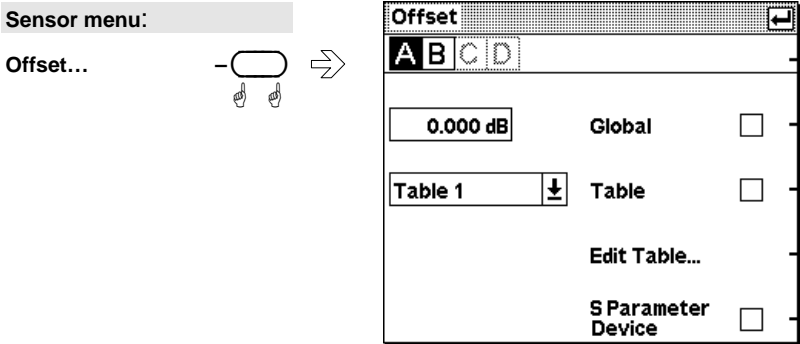 Sensor menu:
Offset…
Offset
A B C D
0.000 dB Global
Table 1 Table
Edit Table...
S Parameter
Device